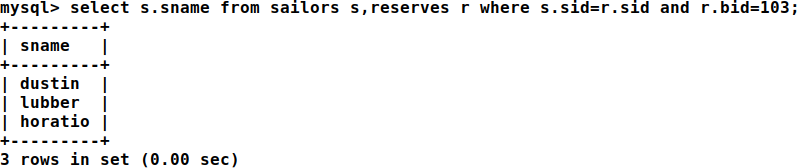 mysql> select s.sname from sailors s,reserves r where s.sid=r.sid and r.bid=103;
+---------+
| sname   |
+---------+
| dustin  |
| lubber  |
| horatio |
+---------+
3 rows in set (0.00 sec)